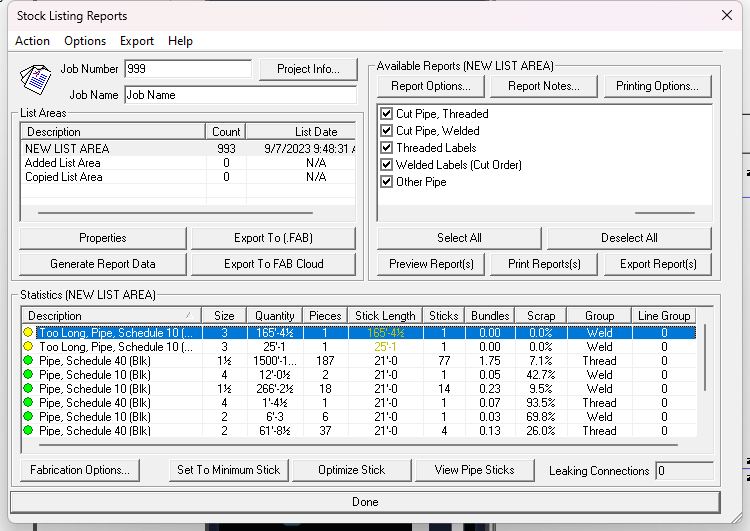 Stock Listing Reports
Action Options Export Help
Job Number 999 Project Info...
Job Name Job Name
List Areas
Description Count List Date
NEW LIST AREA 993 9/7/2023 9:48:31 A
Added List Area 0 N/A
Copied List Area 0 N/A
Properties Export To (.FAB)
Generate Report Data Export To FAB Cloud
Available Reports (NEW LIST AREA)
Report Options... Report Notes... Printing Options...
Cut Pipe, Threaded
Cut Pipe, Welded
Threaded Labels
Welded Labels (Cut Order)
Other Pipe
Select All Deselect All
Preview Report(s) Print Reports(s) Export Report(s)
Statistics (NEW LIST AREA)
Description Size Quantity Pieces Stick Length Sticks Bundles Scrap Group Line Group
Too Long, Pipe, Schedule 10 (... 3 165'-4½ 1 165'-4½ 1 0.00 0.0% Weld 0
Too Long, Pipe, Schedule 10 (... 3 25'-1 1 25'-1 1 0.00 0.0% Weld 0
Pipe, Schedule 40 (Blk) 1½ 1500'-1... 187 21'-0 77 1.75 7.1% Thread 0
Pipe, Schedule 10 (Blk) 4 12'-0½ 2 21'-0 1 0.05 42.7% Weld 0
Pipe, Schedule 10 (Blk) 1½ 266'-2½ 18 21'-0 14 0.23 9.5% Weld 0
Pipe, Schedule 40 (Blk) 4 1'-4½ 1 21'-0 1 0.07 93.5% Thread 0
Pipe, Schedule 10 (Blk) 2 6'-3 6 21'-0 1 0.03 69.8% Weld 0
Pipe, Schedule 40 (Blk) 2 61'-8½ 37 21'-0 4 0.13 26.0% Thread 0
Fabrication Options... Set To Minimum Stick Optimize Stick View Pipe Sticks Leaking Connections 0
Done